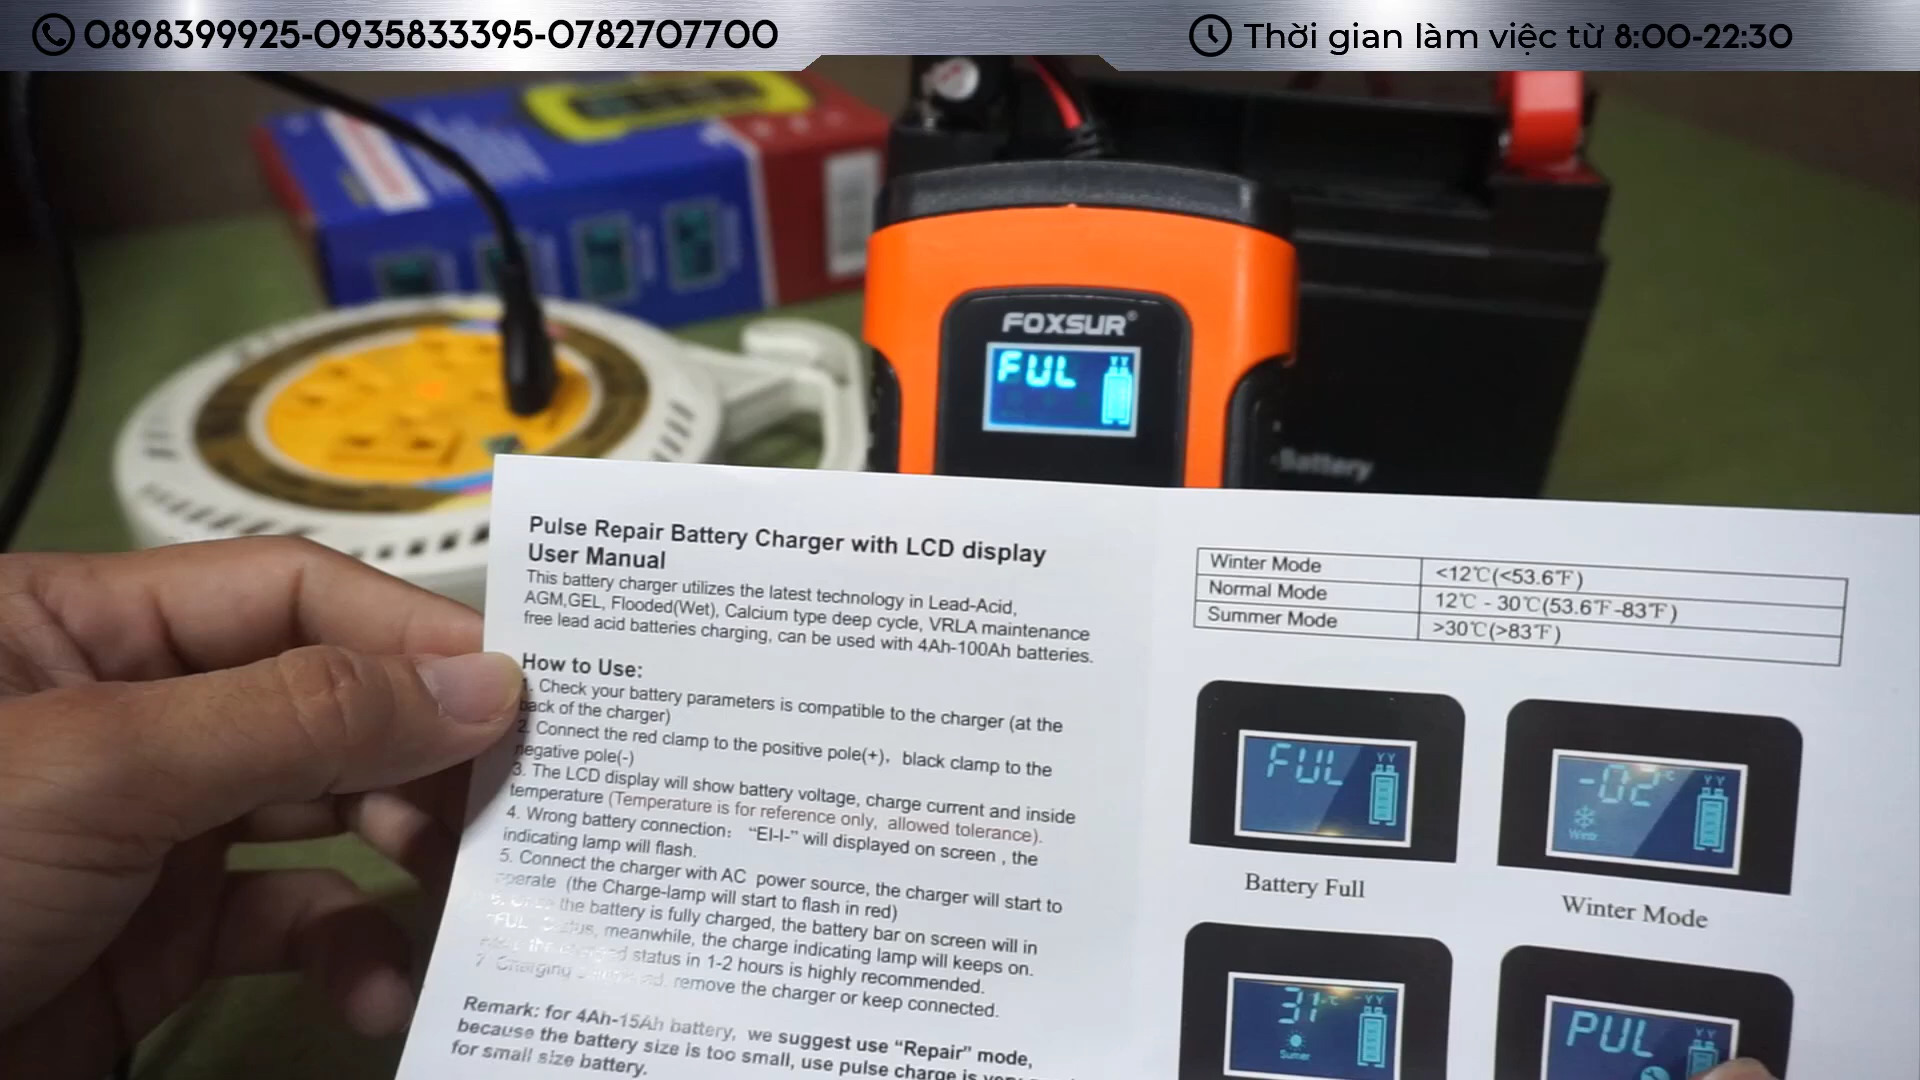 0898399925-0935833395-0782707700
Thời gian làm việc từ 8:00-22:30
FOXSUR®
FUL
Battery
Pulse Repair Battery Charger with LCD display
User Manual
This battery charger utilizes the latest technology in Lead-Acid,
AGM,GEL, Flooded(Wet), Calcium type deep cycle, VRLA maintenance
free lead acid batteries charging, can be used with 4Ah-100Ah batteries.
How to Use:
1. Check your battery parameters is compatible to the charger (at the
back of the charger)
2. Connect the red clamp to the positive pole(+), black clamp to the
negative pole(-)
3. The LCD display will show battery voltage, charge current and inside
temperature (Temperature is for reference only, allowed tolerance).
4. Wrong battery connection: “EI-I-” will displayed on screen , the
indicating lamp will flash.
5. Connect the charger with AC power source, the charger will start to
operate (the Charge-lamp will start to flash in red)
the battery is fully charged, the battery bar on screen will in
“FUL” Status, meanwhile, the charge indicating lamp will keeps on.
status in 1-2 hours is highly recommended.
7. Charging remove the charger or keep connected.
Remark: for 4Ah-15Ah battery, we suggest use “Repair” mode,
because the battery size is too small, use pulse charge is
for small size battery.
Winter Mode <12℃(<53.6℉)
Normal Mode 12℃ - 30℃(53.6℉-83℉)
Summer Mode >30℃(>83℉)
FUL
-02℃
Battery Full
Winter Mode
31℃
Sumer
PUL